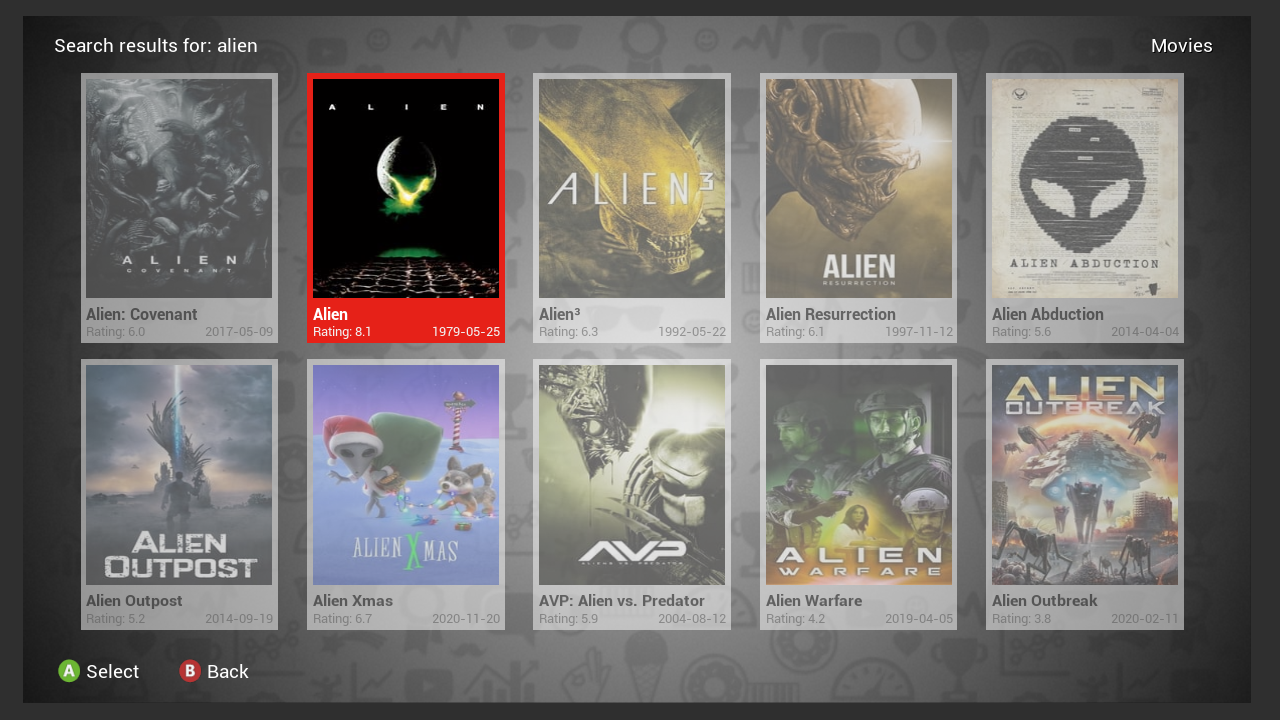 Search results for: alien
Movies
ALIEN
COVENANT
Alien: Covenant
Rating: 6.0 2017-05-09
ALIEN
Alien
Rating: 8.1 1979-05-25
ALIEN³
Alien³
Rating: 6.3 1992-05-22
ALIEN
RESURRECTION
Alien Resurrection
Rating: 6.1 1997-11-12
ALIEN ABDUCTION
Alien Abduction
Rating: 5.6 2014-04-04
ALIEN
OUTPOST
Alien Outpost
Rating: 5.2 2014-09-19
ALIEN XMAS
Alien Xmas
Rating: 6.7 2020-11-20
AVP
ALIEN VS. PREDATOR
AVP: Alien vs. Predator
Rating: 5.9 2004-08-12
ALIEN
WARFARE
Alien Warfare
Rating: 4.2 2019-04-05
ALIEN
OUTBREAK
Alien Outbreak
Rating: 3.8 2020-02-11
A Select
B Back